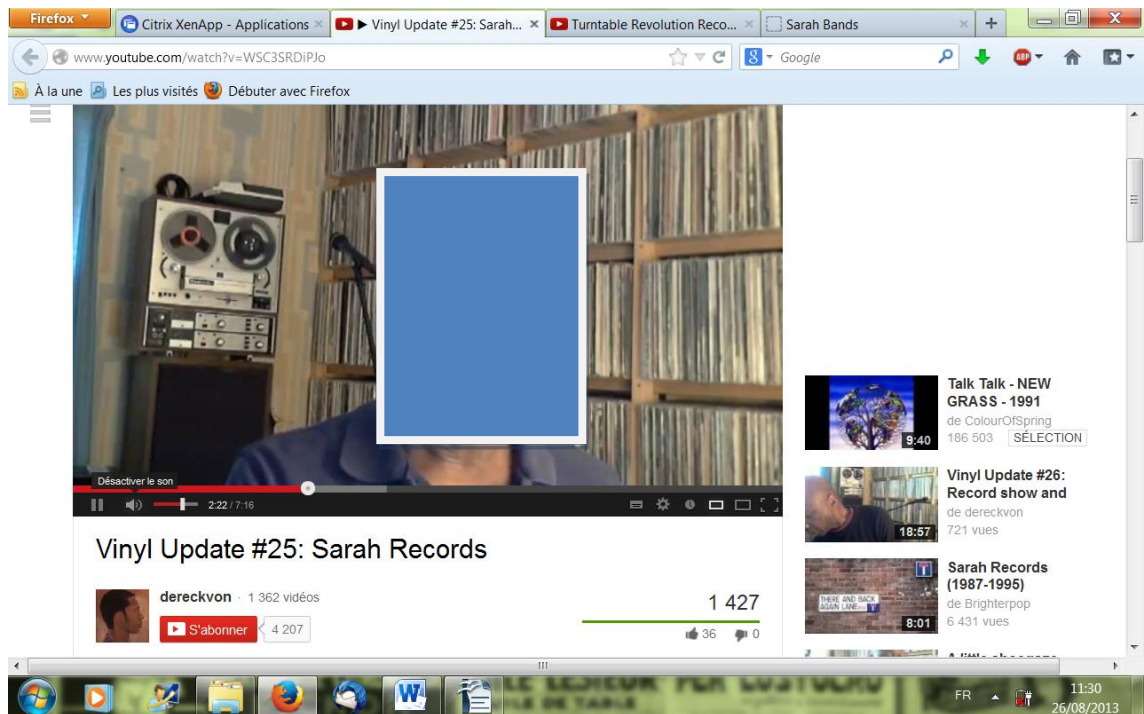 Firefox
Citrix XenApp - Applications
▶ Vinyl Update #25: Sarah...
Turntable Revolution Reco...
Sarah Bands
www.youtube.com/watch?v=WSC3SRDiPJo
Google
ABP
À la une
Les plus visités
Débuter avec Firefox
Désactiver le son
2:22 / 7:16
Vinyl Update #25: Sarah Records
dereckvon · 1 362 vidéos
S'abonner
4 207
1 427
36
0
Talk Talk - NEW
GRASS - 1991
de ColourOfSpring
186 503 SÉLECTION
9:40
Vinyl Update #26:
Record show and
de dereckvon
721 vues
18:57
Sarah Records
(1987-1995)
de Brighterpop
6 431 vues
THERE AND BACK
AGAIN LANE
8:01
FR
11:30
26/08/2013